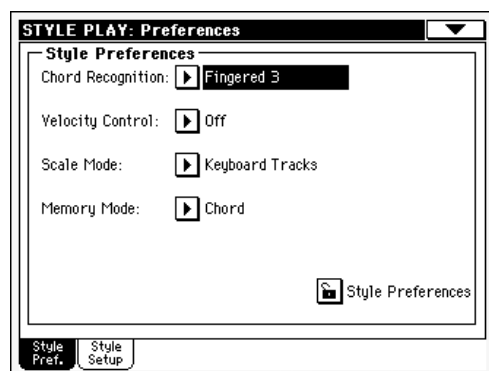 STYLE PLAY: Preferences
Style Preferences
Chord Recognition: Fingered 3
Velocity Control: Off
Scale Mode: Keyboard Tracks
Memory Mode: Chord
Style Preferences
Style Pref.
Style Setup